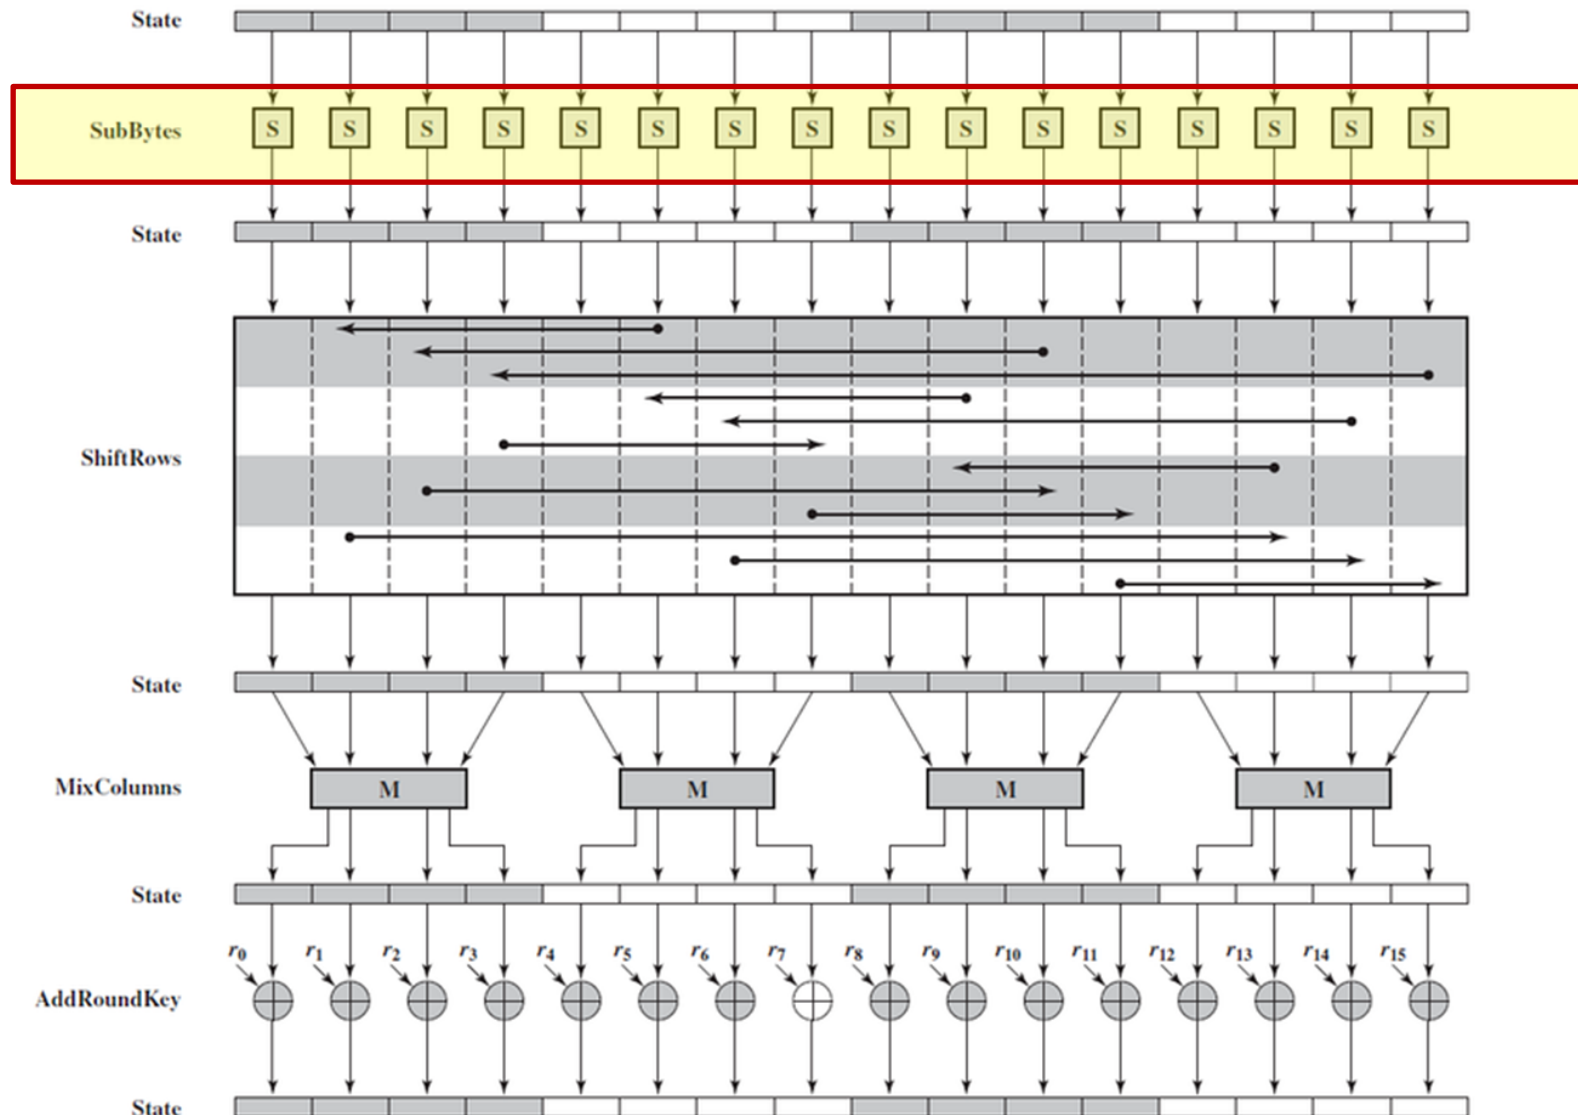 State
SubBytes S S S S S S S S S S S S S S S S
State
ShiftRows
State
MixColumns M M M M
State
r0 r1 r2 r3 r4 r5 r6 r7 r8 r9 r10 r11 r12 r13 r14 r15
AddRoundKey
State